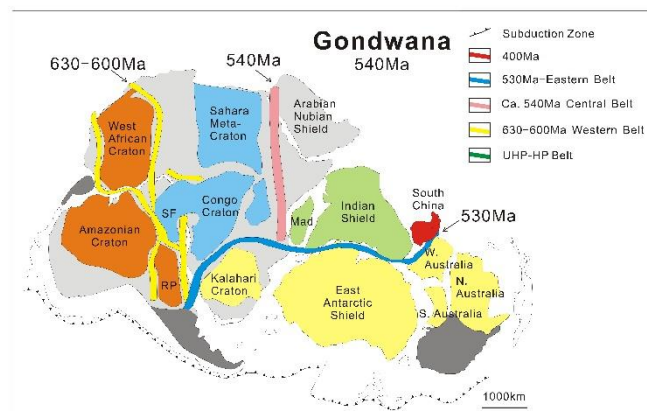 Gondwana
540Ma
630-600Ma
540Ma
Subduction Zone
400Ma
530Ma-Eastern Belt
Ca. 540Ma Central Belt
630-600Ma Western Belt
UHP-HP Belt
West
African
Craton
Sahara
Meta-
Craton
Arabian
Nubian
Shield
Amazonian
Craton
SF
Congo
Craton
Mad
Indian
Shield
South
China
530Ma
RP
Kalahari
Craton
East
Antarctic
Shield
W.
Australia
N.
Australia
S. Australia
1000km